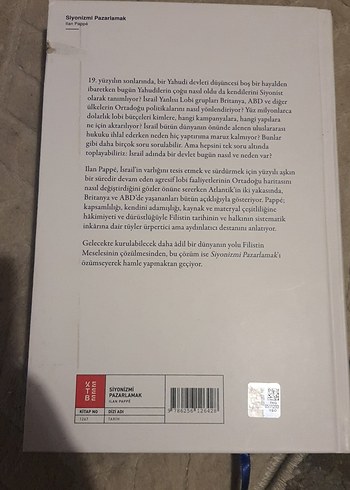 Siyonizmi Pazarlamak
Ilan Pappé
19. yüzyılın sonlarında, bir Yahudi devleti düşüncesi boş bir hayalden
ibaretken bugün Yahudilerin çoğu nasıl oldu da kendilerini Siyonist
olarak tanımlıyor? İsrail Yanlısı Lobi grupları Britanya, ABD ve diğer
ülkelerin Ortadoğu politikalarını nasıl yönlendiriyor? Yüz milyonlarca
dolarlık lobi bütçeleri kimlere, hangi kampanyalara, hangi yapılara
ne için aktarılıyor? İsrail bütün dünyanın önünde alenen uluslararası
hukuku ihlal ederken neden hiç yaptırıma maruz kalmıyor? Bunlar
gibi daha birçok soru sorulabilir. Ama hepsini tek soru altında
toplayabiliriz: İsrail adında bir devlet bugün nasıl ve neden var?
Ilan Pappé, İsrail'in varlığını tesis etmek ve sürdürmek için yüzyılı aşkın
bir süredir devam eden agresif lobi faaliyetlerinin Ortadoğu haritasını
nasıl değiştirdiğini gözler önüne sererken Atlantik'in iki yakasında,
Britanya ve ABD'de yaşananları bütün açıklığıyla gösteriyor. Pappé;
kapsamlılığı, kendini adamışlığı, kaynak ve materyal çeşitliliğine
hâkimiyeti ve dürüstlüğüyle Filistin tarihinin ve halkının sistematik
inkârına dair tüyler ürpertici ama aydınlatıcı destanını anlatıyor.
Gelecekte kurulabilecek daha âdil bir dünyanın yolu Filistin
Meselesinin çözülmesinden, bu çözüm ise Siyonizmi Pazarlamak'ı
özümseyerek hamle yapmaktan geçiyor.
SİYONİZMİ
PAZARLAMAK
ILAN PAPPÉ
KİTAP NO
DİZİ ADI
TARİH